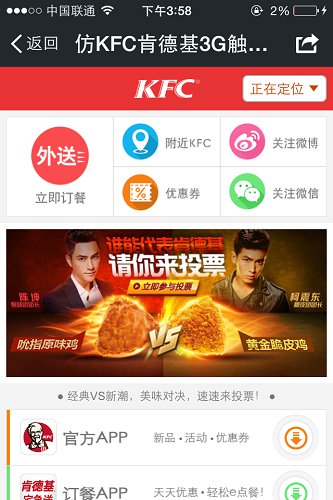 中国联通 下午3:58 2%
返回 仿KFC肯德基3G触...
KFC 正在定位
外送
立即订餐
附近KFC
关注微博
优惠券
关注微信
谁能代表肯德基
请你来投票
立即参与投票
陈坤
柯震东
VS
吮指原味鸡
黄金脆皮鸡
● 经典VS新潮,美味对决,速速来投票! ●
KFC
官方APP 新品 • 活动 • 优惠券
肯德基
宅急送
订餐APP 天天优惠 • 轻松e点餐!